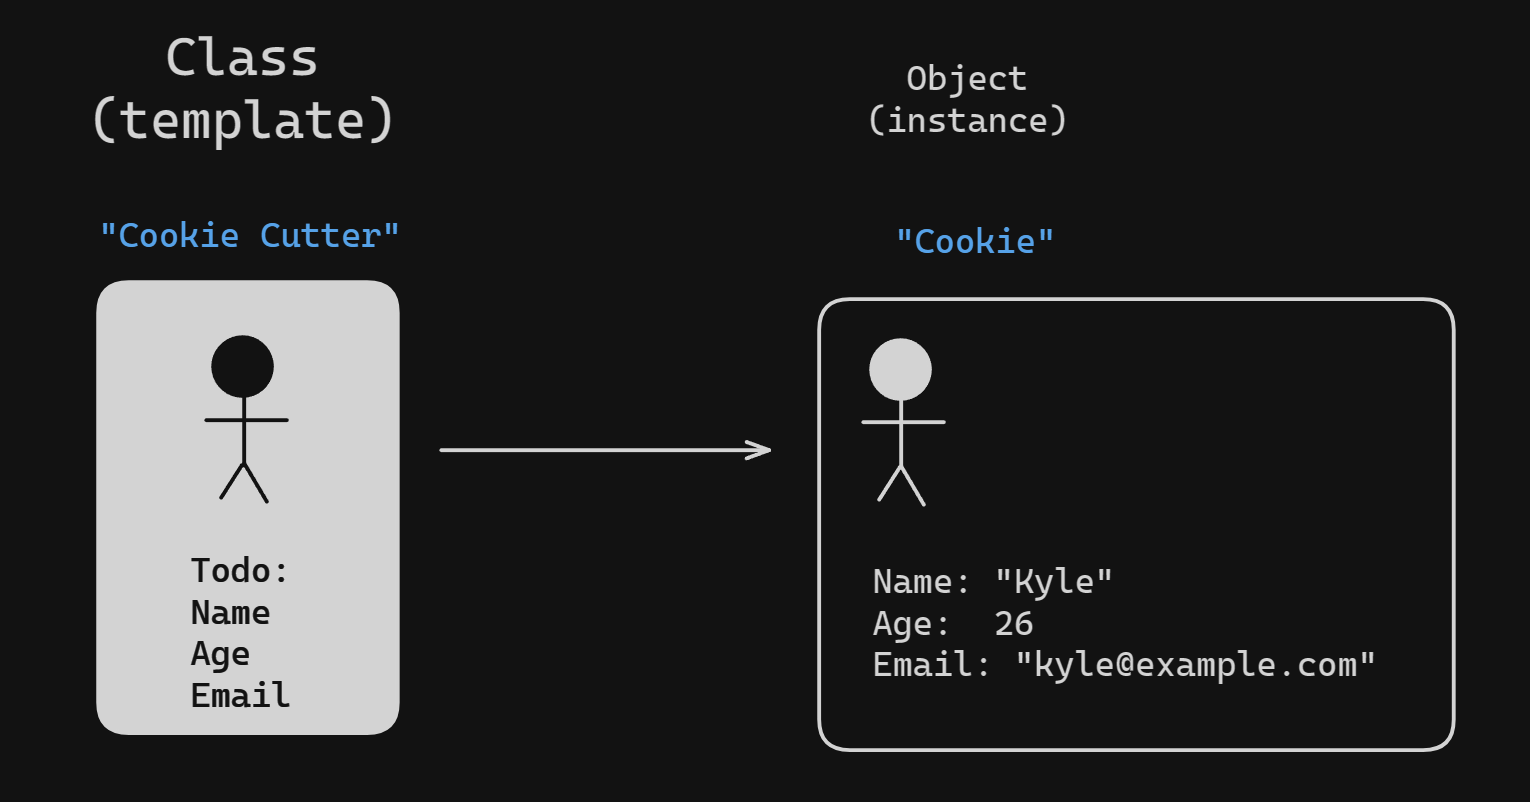 Class
(template)
Object
(instance)
"Cookie Cutter"
"Cookie"
Todo:
Name
Age
Email
Name: "Kyle"
Age:  26
Email: "kyle@example.com"